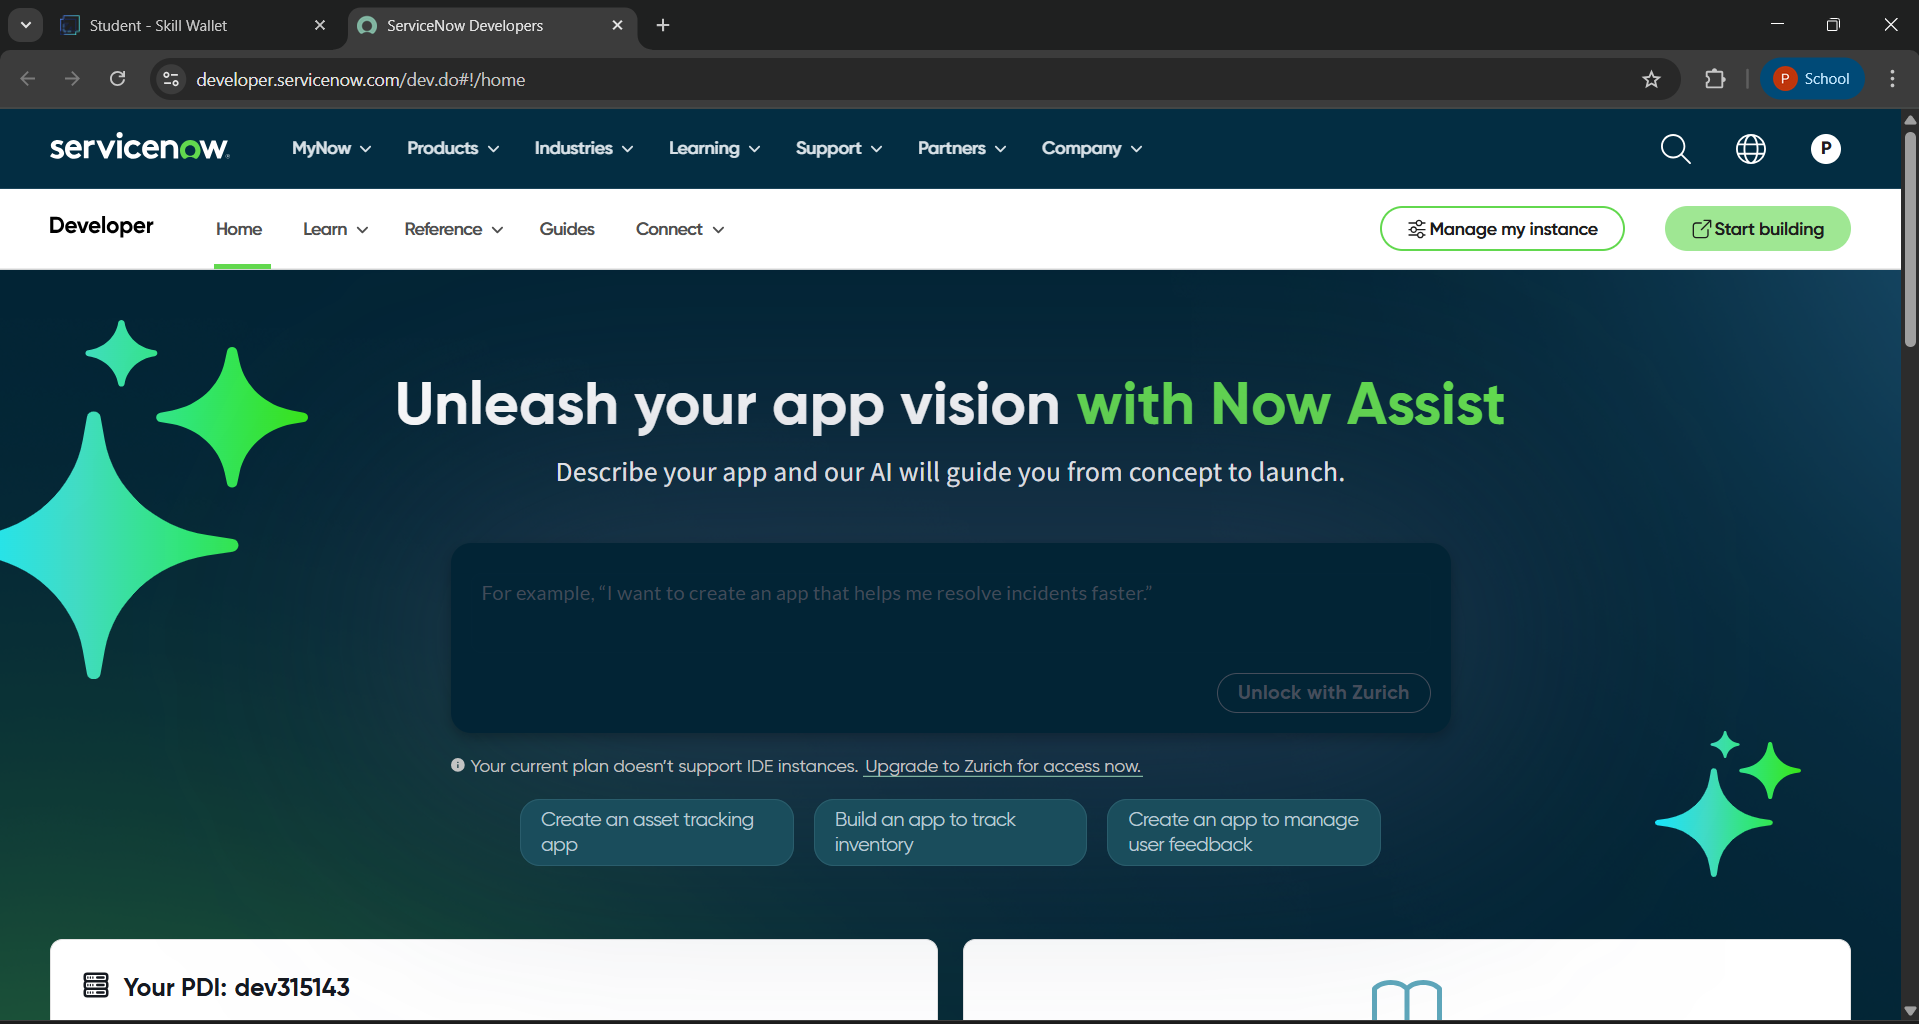 Student - Skill Wallet
ServiceNow Developers
developer.servicenow.com/dev.do#!/home
P School
servicenow
MyNow Products Industries Learning Support Partners Company
P
Developer
Home Learn Reference Guides Connect
Manage my instance
Start building
Unleash your app vision with Now Assist
Describe your app and our AI will guide you from concept to launch.
For example, “I want to create an app that helps me resolve incidents faster.”
Unlock with Zurich
Your current plan doesn’t support IDE instances. Upgrade to Zurich for access now.
Create an asset tracking
app
Build an app to track
inventory
Create an app to manage
user feedback
Your PDI: dev315143